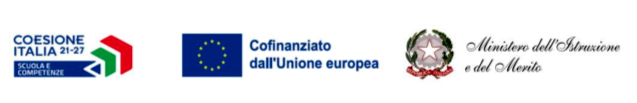 COESIONE
ITALIA 21-27
SCUOLA E
COMPETENZE
Cofinanziato
dall'Unione europea
Ministero dell'Istruzione
e del Merito